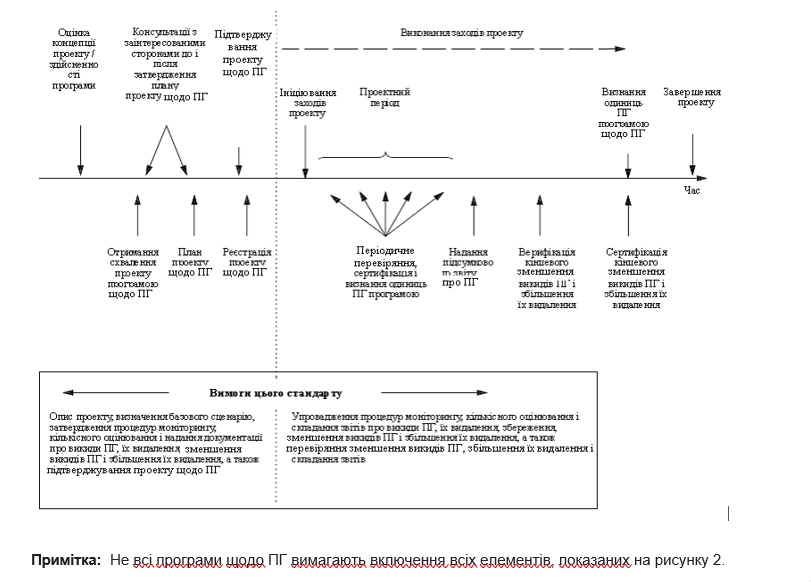 Оцінка
концепції
проекту /
здійсненно
сті
програми
Консультації з
заінтересованими
сторонами до і
після
затвердження
плану
проекту щодо ПГ
Підтверджу
вання
проекту
щодо ПГ
Виконання заходів проекту
Ініціювання
заходів
проекту
Проектний
період
Визнання
одиниць
ПГ
програмою
щодо ПГ
Завершення
проекту
Час
Отримання
схвалення
проекту
програмою
щодо ПГ
План
проекту
щодо ПГ
Реєстрація
проекту
щодо ПГ
Періодичне
перевіряння,
сертифікація і
визнання одиниць
ПГ програмою
Надання
підсумково
го звіту
про ПГ
Верифікація
кінцевого
зменшення
викидів ПГ і
збільшення
їх видалення
Сертифікація
кінцевого
зменшення
викидів ПГ і
збільшення їх
видалення
Вимоги цього стандарту
Опис проекту, визначення базового сценарію,
затвердження процедур моніторингу,
кількісного оцінювання і надання документації
про викиди ПГ, їх видалення, зменшення
викидів ПГ і збільшення їх видалення, а також
підтверджування проекту щодо ПГ
Упровадження процедур моніторингу, кількісного оцінювання і
складання звітів про викиди ПГ, їх видалення, збереження,
зменшення викидів ПГ і збільшення їх видалення, а також
перевіряння зменшення викидів ПГ, збільшення їх видалення і
складання звітів
Примітка: Не всі програми щодо ПГ вимагають включення всіх елементів, показаних на рисунку 2.